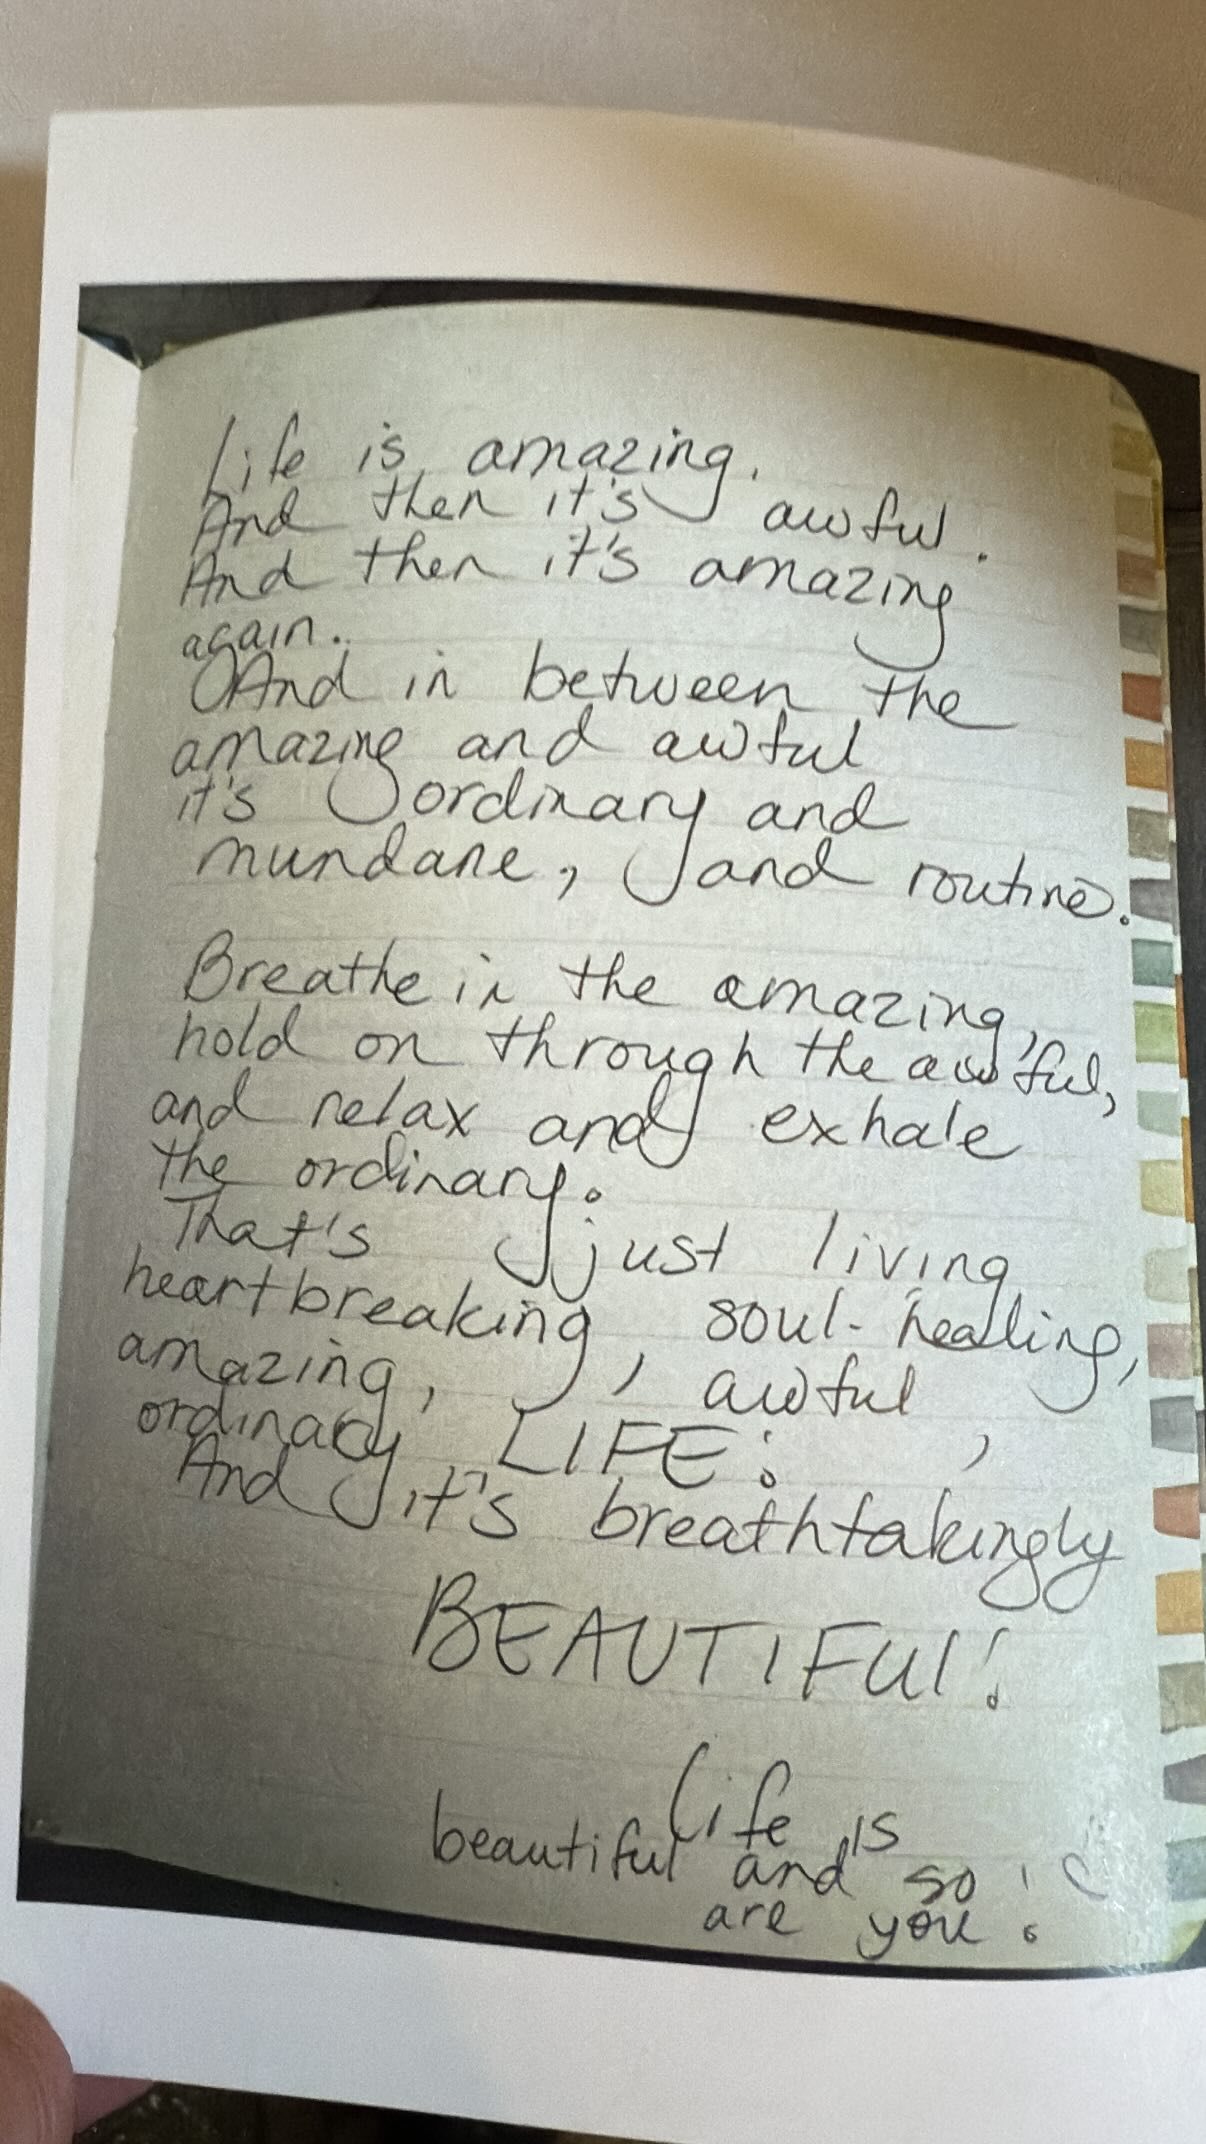 Life is amazing.
And then it's awful.
And then it's amazing
again.
And in between the
amazing and awful
it's ordinary and
mundane, and routine.
Breathe in the amazing,
hold on through the awful,
and relax and exhale
the ordinary.
That's just living
heartbreaking, soul-healing,
amazing, awful,
ordinary LIFE.
And it's breathtakingly
BEAUTIFUl!
Life is
beautiful and so
are you!